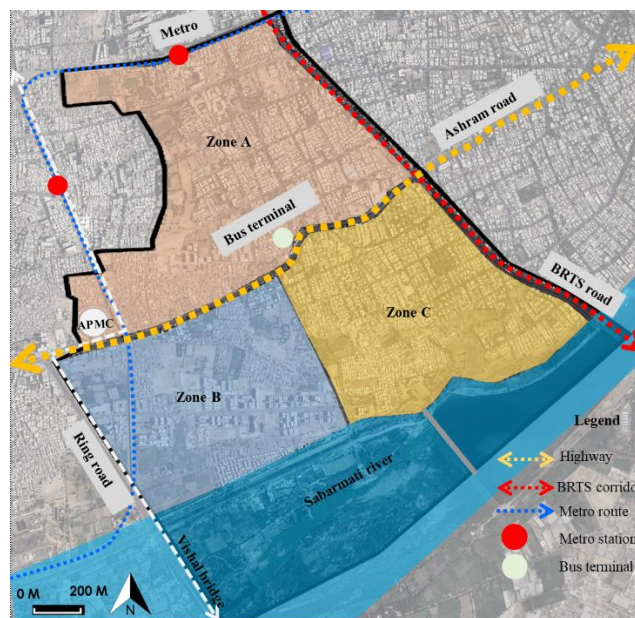 Metro
Ashram road
Zone A
Bus terminal
BRTS road
APMC
Zone C
Zone B
Legend
Ring road
Sabarmati river
Highway
BRTS corrido
Metro route
Vishal bridge
Metro station
Bus terminal
0 M 200 M
N